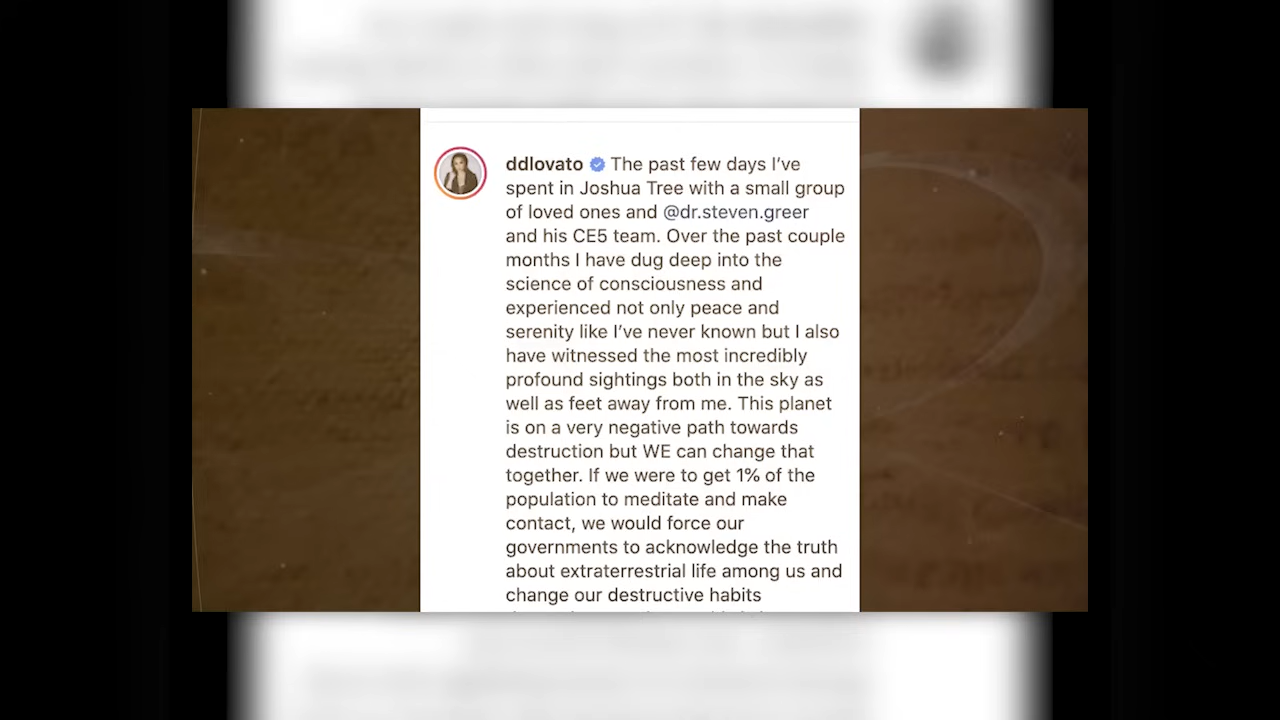 ddlovato The past few days I've
spent in Joshua Tree with a small group
of loved ones and @dr.steven.greer
and his CE5 team. Over the past couple
months I have dug deep into the
science of consciousness and
experienced not only peace and
serenity like I've never known but I also
have witnessed the most incredibly
profound sightings both in the sky as
well as feet away from me. This planet
is on a very negative path towards
destruction but WE can change that
together. If we were to get 1% of the
population to meditate and make
contact, we would force our
governments to acknowledge the truth
about extraterrestrial life among us and
change our destructive habits